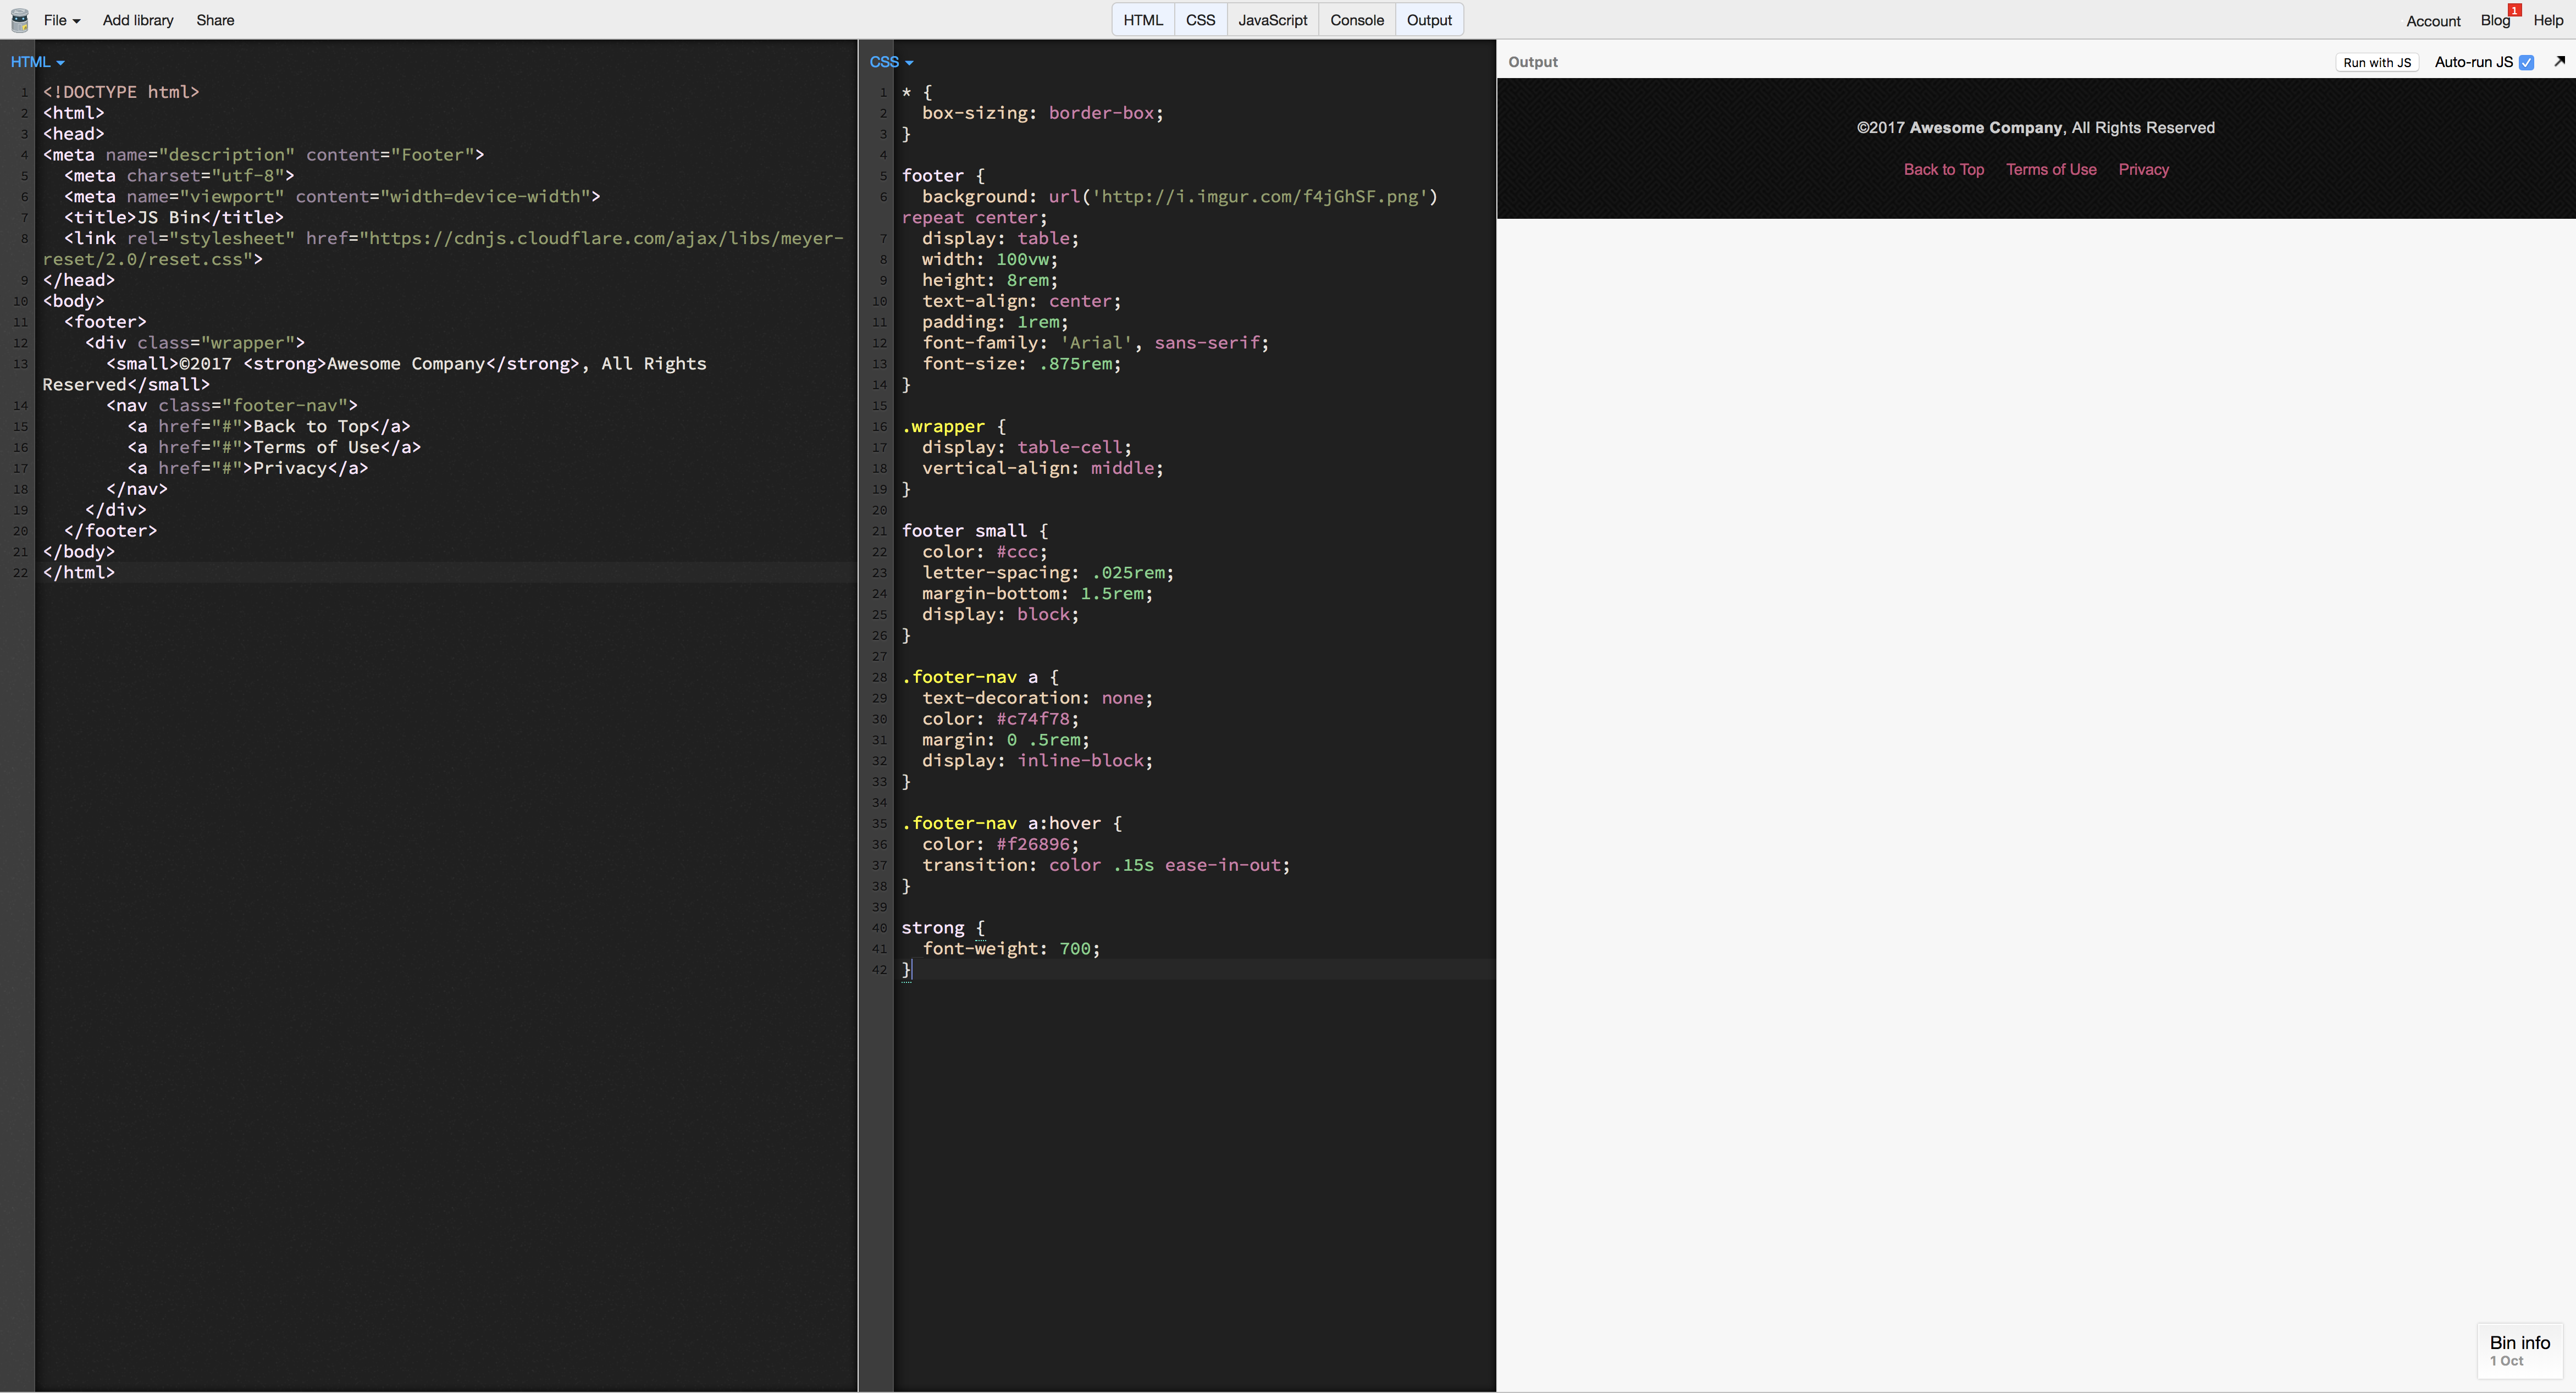 File Add library Share HTML CSS JavaScript Console Output Account Blog 1 Help
HTML
1 <!DOCTYPE html>
2 <html>
3 <head>
4 <meta name="description" content="Footer">
5   <meta charset="utf-8">
6   <meta name="viewport" content="width=device-width">
7   <title>JS Bin</title>
8   <link rel="stylesheet" href="https://cdnjs.cloudflare.com/ajax/libs/meyer-
reset/2.0/reset.css">
9 </head>
10 <body>
11   <footer>
12     <div class="wrapper">
13       <small>©2017 <strong>Awesome Company</strong>, All Rights
Reserved</small>
14       <nav class="footer-nav">
15         <a href="#">Back to Top</a>
16         <a href="#">Terms of Use</a>
17         <a href="#">Privacy</a>
18       </nav>
19     </div>
20   </footer>
21 </body>
22 </html>
CSS
1 * {
2   box-sizing: border-box;
3 }
4
5 footer {
6   background: url('http://i.imgur.com/f4jGhSF.png')
repeat center;
7   display: table;
8   width: 100vw;
9   height: 8rem;
10   text-align: center;
11   padding: 1rem;
12   font-family: 'Arial', sans-serif;
13   font-size: .875rem;
14 }
15
16 .wrapper {
17   display: table-cell;
18   vertical-align: middle;
19 }
20
21 footer small {
22   color: #ccc;
23   letter-spacing: .025rem;
24   margin-bottom: 1.5rem;
25   display: block;
26 }
27
28 .footer-nav a {
29   text-decoration: none;
30   color: #c74f78;
31   margin: 0 .5rem;
32   display: inline-block;
33 }
34
35 .footer-nav a:hover {
36   color: #f26896;
37   transition: color .15s ease-in-out;
38 }
39
40 strong {
41   font-weight: 700;
42 }
Output Run with JS Auto-run JS
©2017 Awesome Company, All Rights Reserved
Back to Top Terms of Use Privacy
Bin info
1 Oct